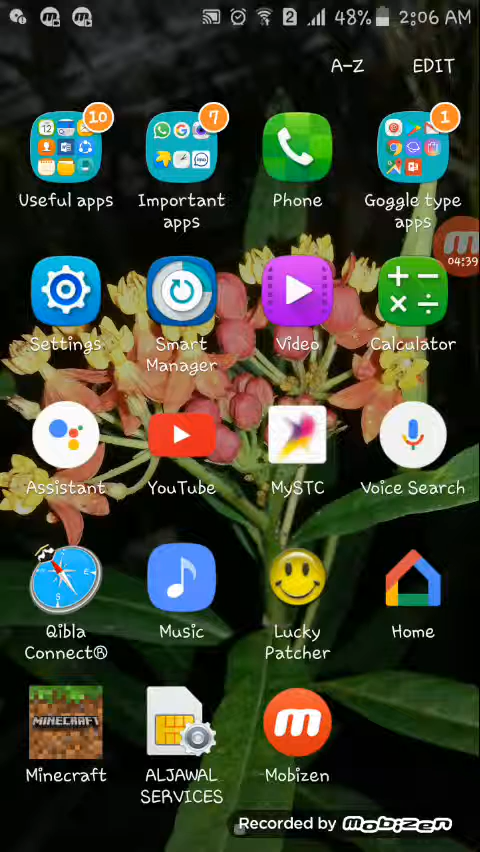 2 48% 2:06 AM
A-Z EDIT
10 7 1
Useful apps Important apps Phone Goggle type apps
04:39
Settings Smart Manager Video Calculator
Assistant YouTube MySTC Voice Search
Qibla Connect® Music Lucky Patcher Home
MINECRAFT
Minecraft ALJAWAL SERVICES Mobizen
Recorded by Mobizen